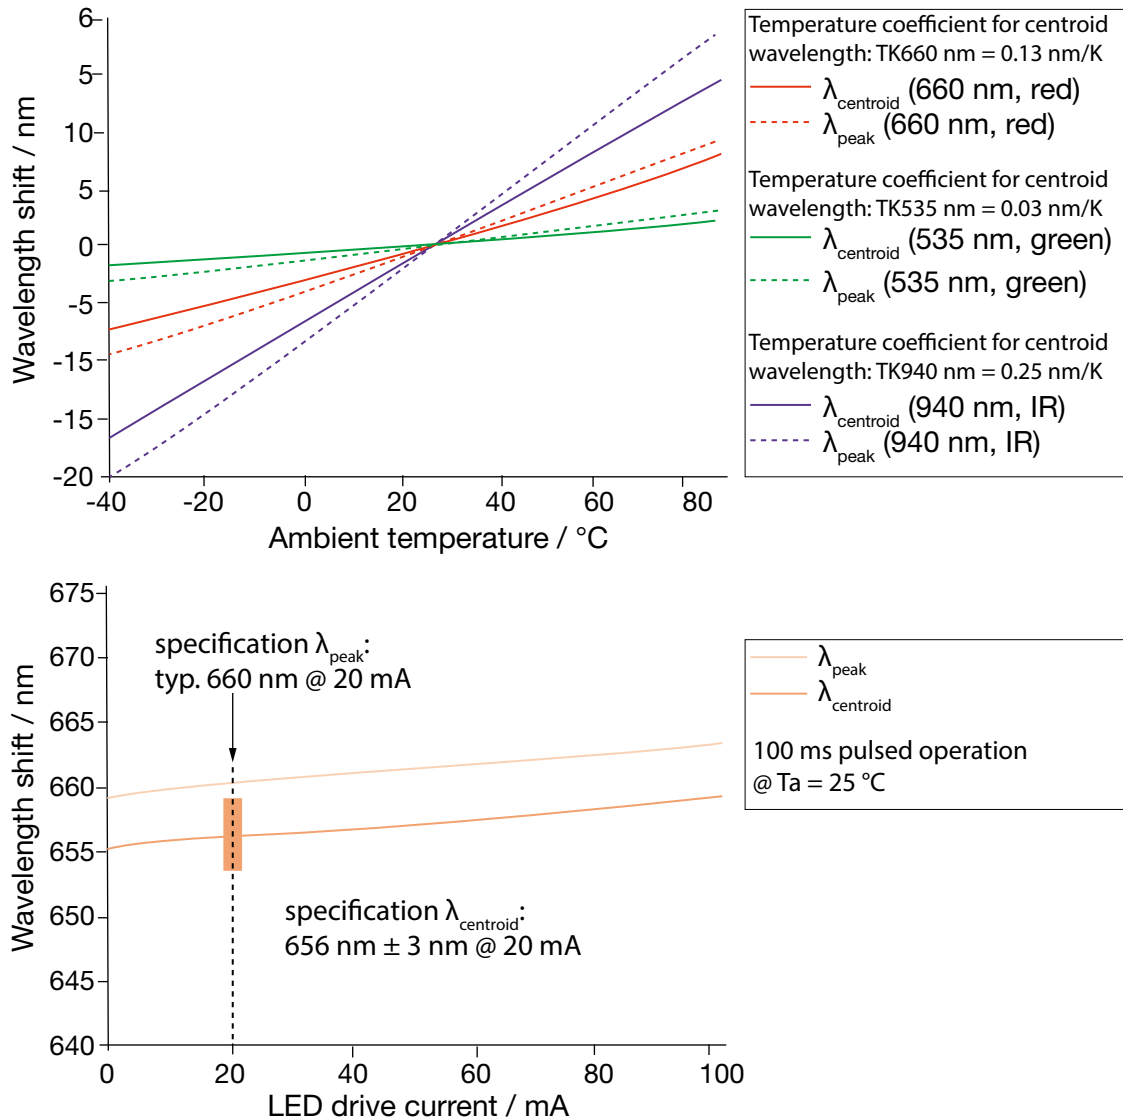 6
5
10
5
0
-5
-15
-15
-20
-40
-20
0
20
40
60
80
Wavelength shift / nm
Ambient temperature / °C
Temperature coefficient for centroid
wavelength: TK660 nm = 0.13 nm/K
λcentroid (660 nm, red)
λpeak (660 nm, red)
Temperature coefficient for centroid
wavelength: TK535 nm = 0.03 nm/K
λcentroid (535 nm, green)
λpeak (535 nm, green)
Temperature coefficient for centroid
wavelength: TK940 nm = 0.25 nm/K
λcentroid (940 nm, IR)
λpeak (940 nm, IR)
675
670
665
660
655
650
645
640
0
20
40
60
80
100
Wavelength shift / nm
LED drive current / mA
specification λpeak:
typ. 660 nm @ 20 mA
specification λcentroid:
656 nm ± 3 nm @ 20 mA
λpeak
λcentroid
100 ms pulsed operation
@ Ta = 25 °C